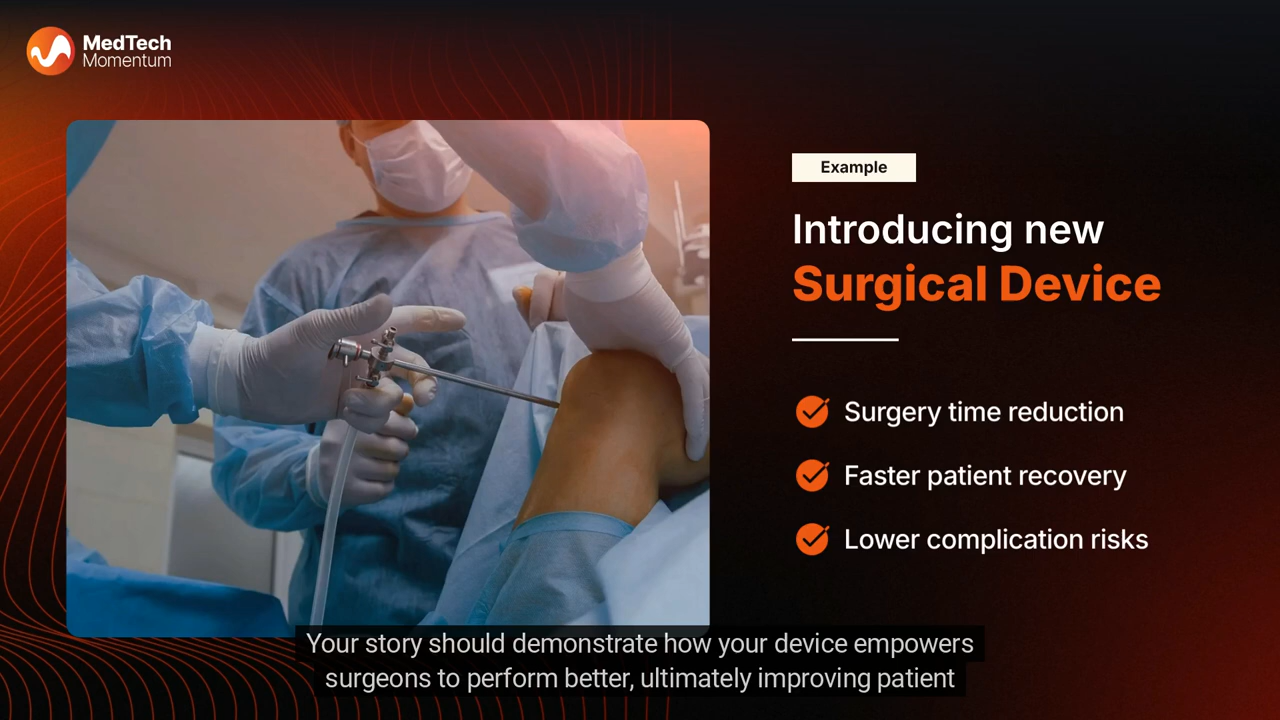 MedTech
Momentum
Example
Introducing new
Surgical Device
Surgery time reduction
Faster patient recovery
Lower complication risks
Your story should demonstrate how your device empowers
surgeons to perform better, ultimately improving patient